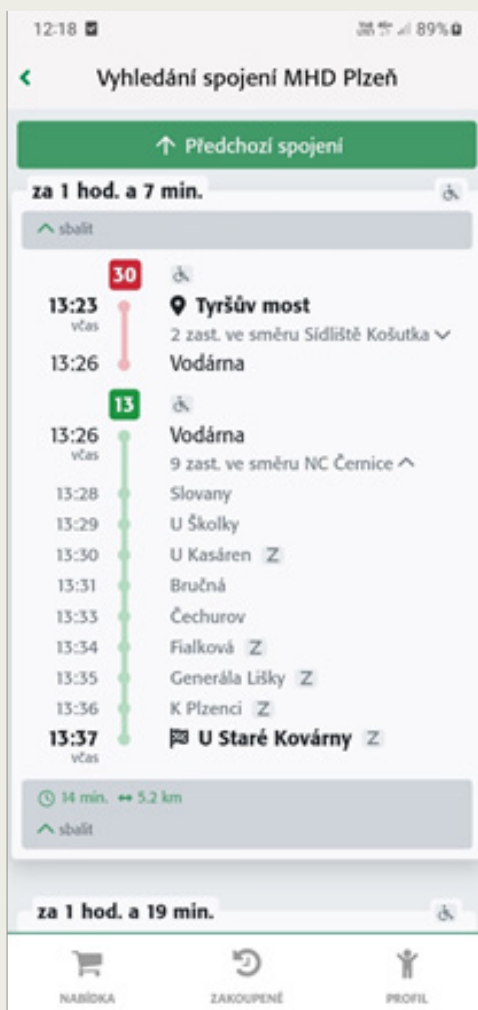 12:18 89%
Vyhledání spojení MHD Plzeň
Předchozí spojení
za 1 hod. a 7 min.
sbalit
30
13:23 Tyršův most
včas 2 zast. ve směru Sídliště Košutka
13:26 Vodárna
13
13:26 Vodárna
včas 9 zast. ve směru NC Černice
13:28 Slovany
13:29 U Školky
13:30 U Kasáren Z
13:31 Bručná
13:33 Čechurov
13:34 Fialková Z
13:35 Generála Lišky Z
13:36 K Plzenci Z
13:37 U Staré Kovárny Z
včas
14 min. ↔ 5.2 km
sbalit
za 1 hod. a 19 min.
NABÍDKA ZAKOUPENÉ PROFIL